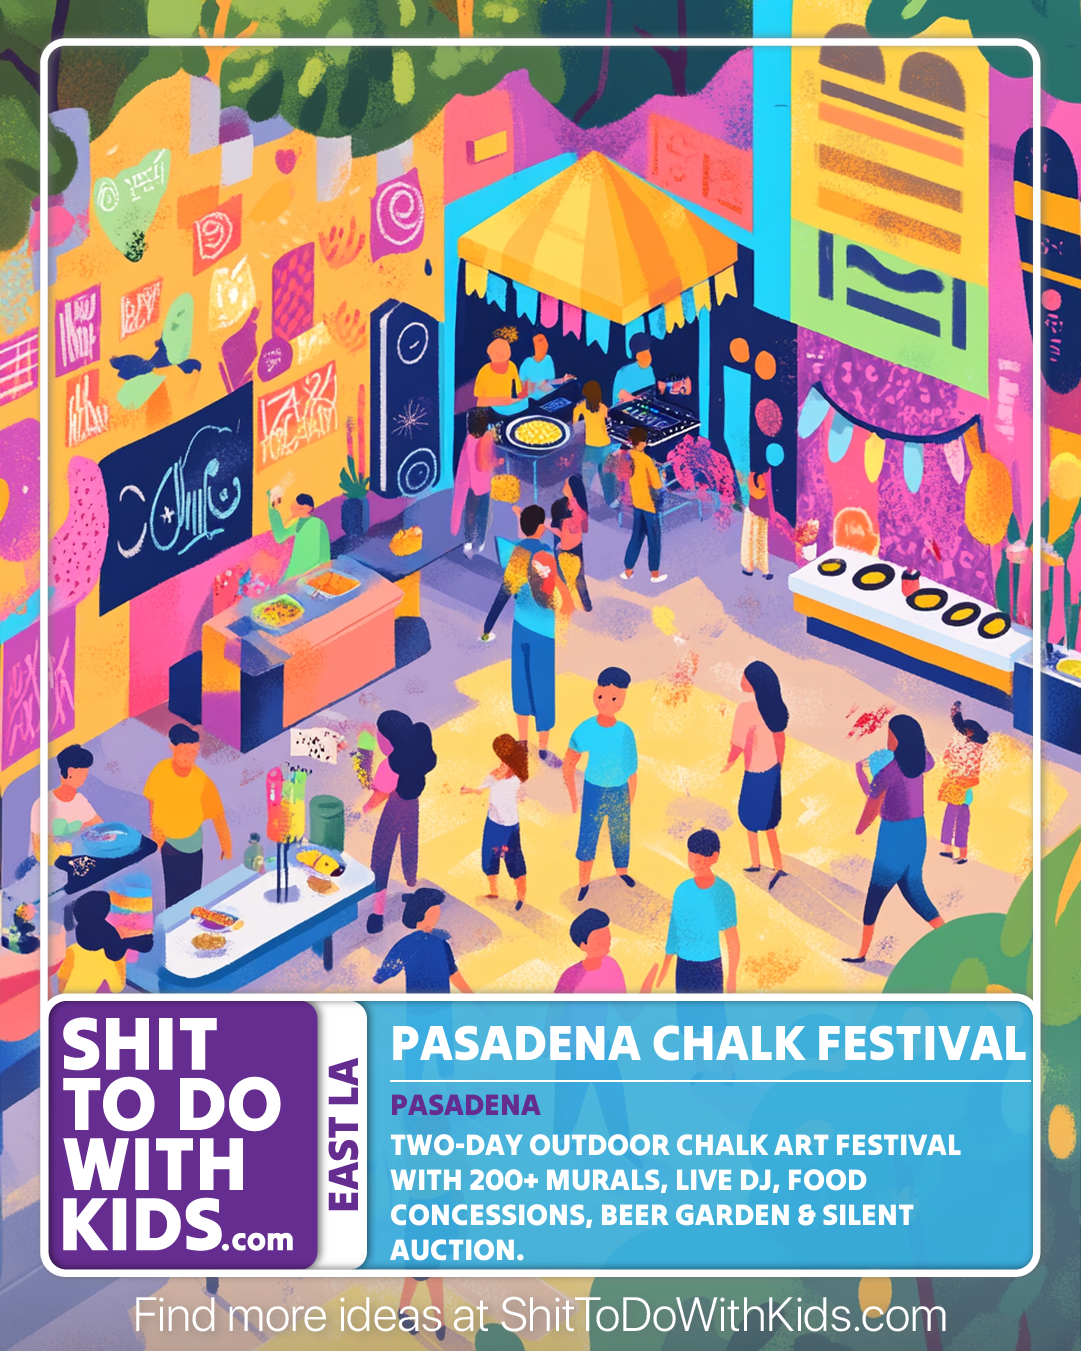 SHIT
TO DO
WITH
KIDS.com
EAST LA
PASADENA CHALK FESTIVAL
PASADENA
TWO-DAY OUTDOOR CHALK ART FESTIVAL
WITH 200+ MURALS, LIVE DJ, FOOD
CONCESSIONS, BEER GARDEN & SILENT
AUCTION.
Find more ideas at ShitToDoWithKids.com